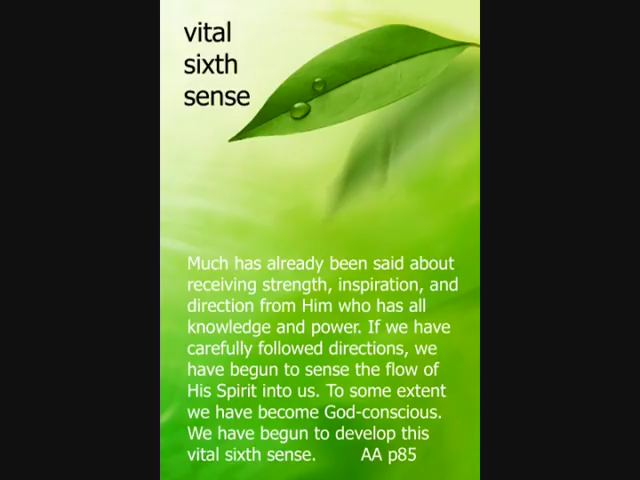 vital
sixth
sense
Much has already been said about
receiving strength, inspiration, and
direction from Him who has all
knowledge and power. If we have
carefully followed directions, we
have begun to sense the flow of
His Spirit into us. To some extent
we have become God-conscious.
We have begun to develop this
vital sixth sense. AA p85